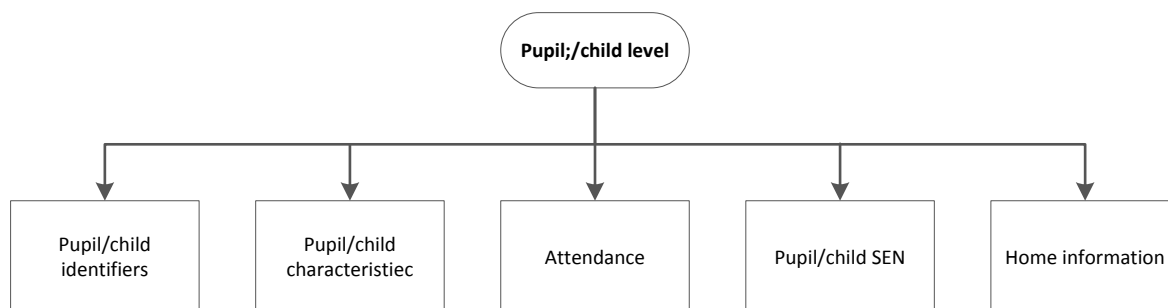 Pupil;/child level
Pupil/child
identifiers
Pupil/child
characteristiec
Attendance
Pupil/child SEN
Home information